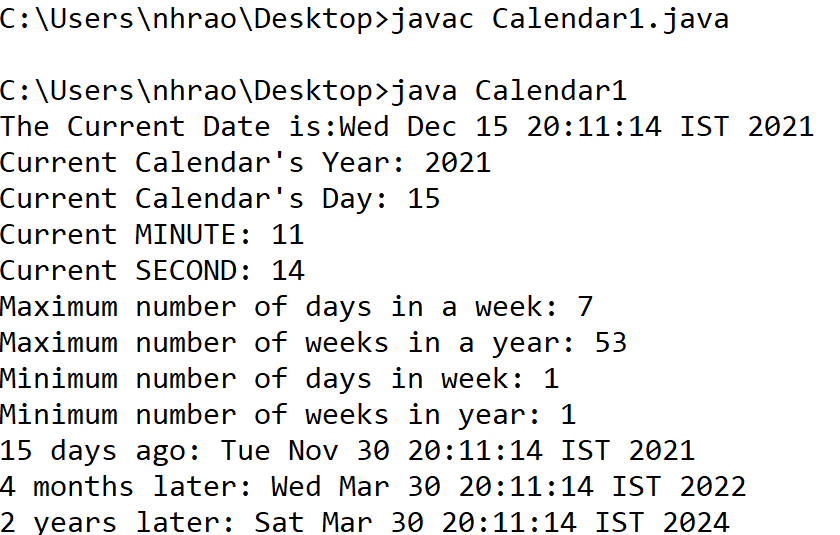 C:\Users\nhrao\Desktop>javac Calendar1.java
C:\Users\nhrao\Desktop>java Calendar1
The Current Date is:Wed Dec 15 20:11:14 IST 2021
Current Calendar's Year: 2021
Current Calendar's Day: 15
Current MINUTE: 11
Current SECOND: 14
Maximum number of days in a week: 7
Maximum number of weeks in a year: 53
Minimum number of days in week: 1
Minimum number of weeks in year: 1
15 days ago: Tue Nov 30 20:11:14 IST 2021
4 months later: Wed Mar 30 20:11:14 IST 2022
2 years later: Sat Mar 30 20:11:14 IST 2024